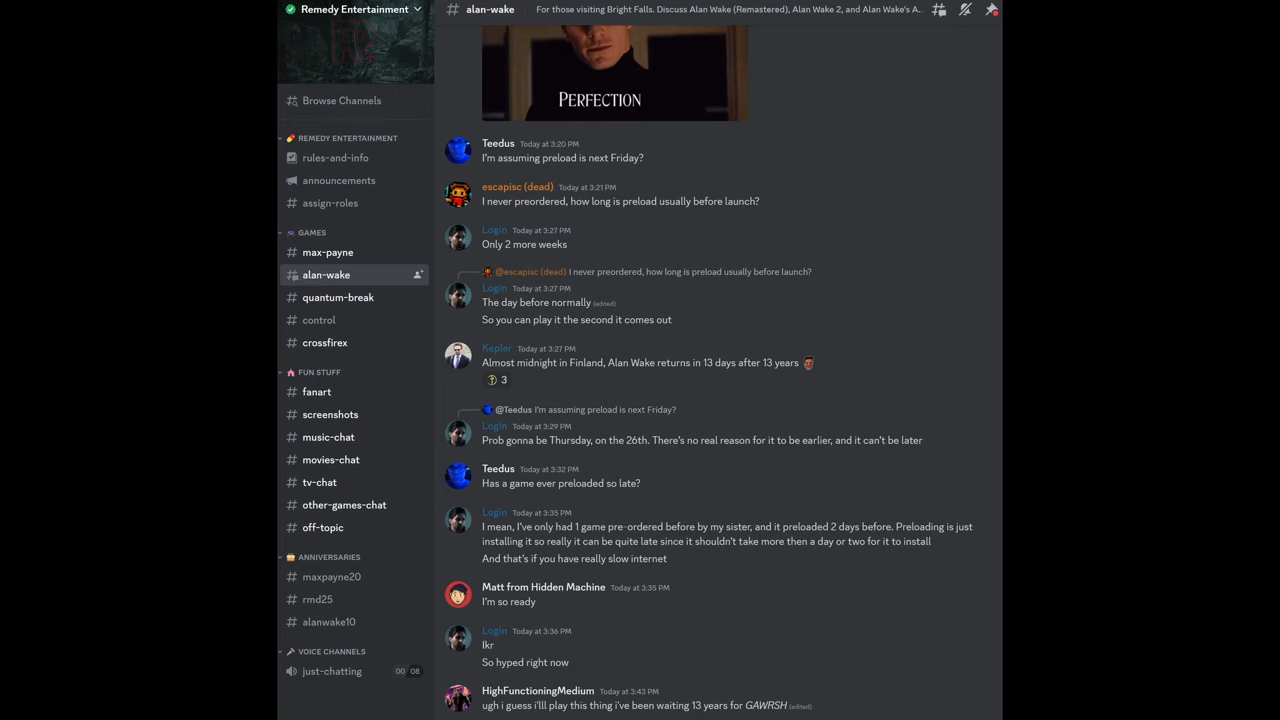 Remedy Entertainment
Browse Channels
REMEDY ENTERTAINMENT
rules-and-info
announcements
assign-roles
GAMES
max-payne
alan-wake
quantum-break
control
crossfirex
FUN STUFF
fanart
screenshots
music-chat
movies-chat
tv-chat
other-games-chat
off-topic
ANNIVERSARIES
maxpayne20
rmd25
alanwake10
VOICE CHANNELS
just-chatting 00 08
alan-wake For those visiting Bright Falls. Discuss Alan Wake (Remastered), Alan Wake 2, and Alan Wake's A...
PERFECTION
Teedus Today at 3:20 PM
I'm assuming preload is next Friday?
escapisc (dead) Today at 3:21 PM
I never preordered, how long is preload usually before launch?
Login Today at 3:27 PM
Only 2 more weeks
@escapisc (dead) I never preordered, how long is preload usually before launch?
Login Today at 3:27 PM
The day before normally (edited)
So you can play it the second it comes out
Kepler Today at 3:27 PM
Almost midnight in Finland, Alan Wake returns in 13 days after 13 years
3
@Teedus I'm assuming preload is next Friday?
Login Today at 3:29 PM
Prob gonna be Thursday, on the 26th. There's no real reason for it to be earlier, and it can't be later
Teedus Today at 3:32 PM
Has a game ever preloaded so late?
Login Today at 3:35 PM
I mean, I've only had 1 game pre-ordered before by my sister, and it preloaded 2 days before. Preloading is just
installing it so really it can be quite late since it shouldn't take more then a day or two for it to install
And that's if you have really slow internet
Matt from Hidden Machine Today at 3:35 PM
I'm so ready
Login Today at 3:36 PM
Ikr
So hyped right now
HighFunctioningMedium Today at 3:43 PM
ugh i guess i'lll play this thing i've been waiting 13 years for GAWRSH (edited)